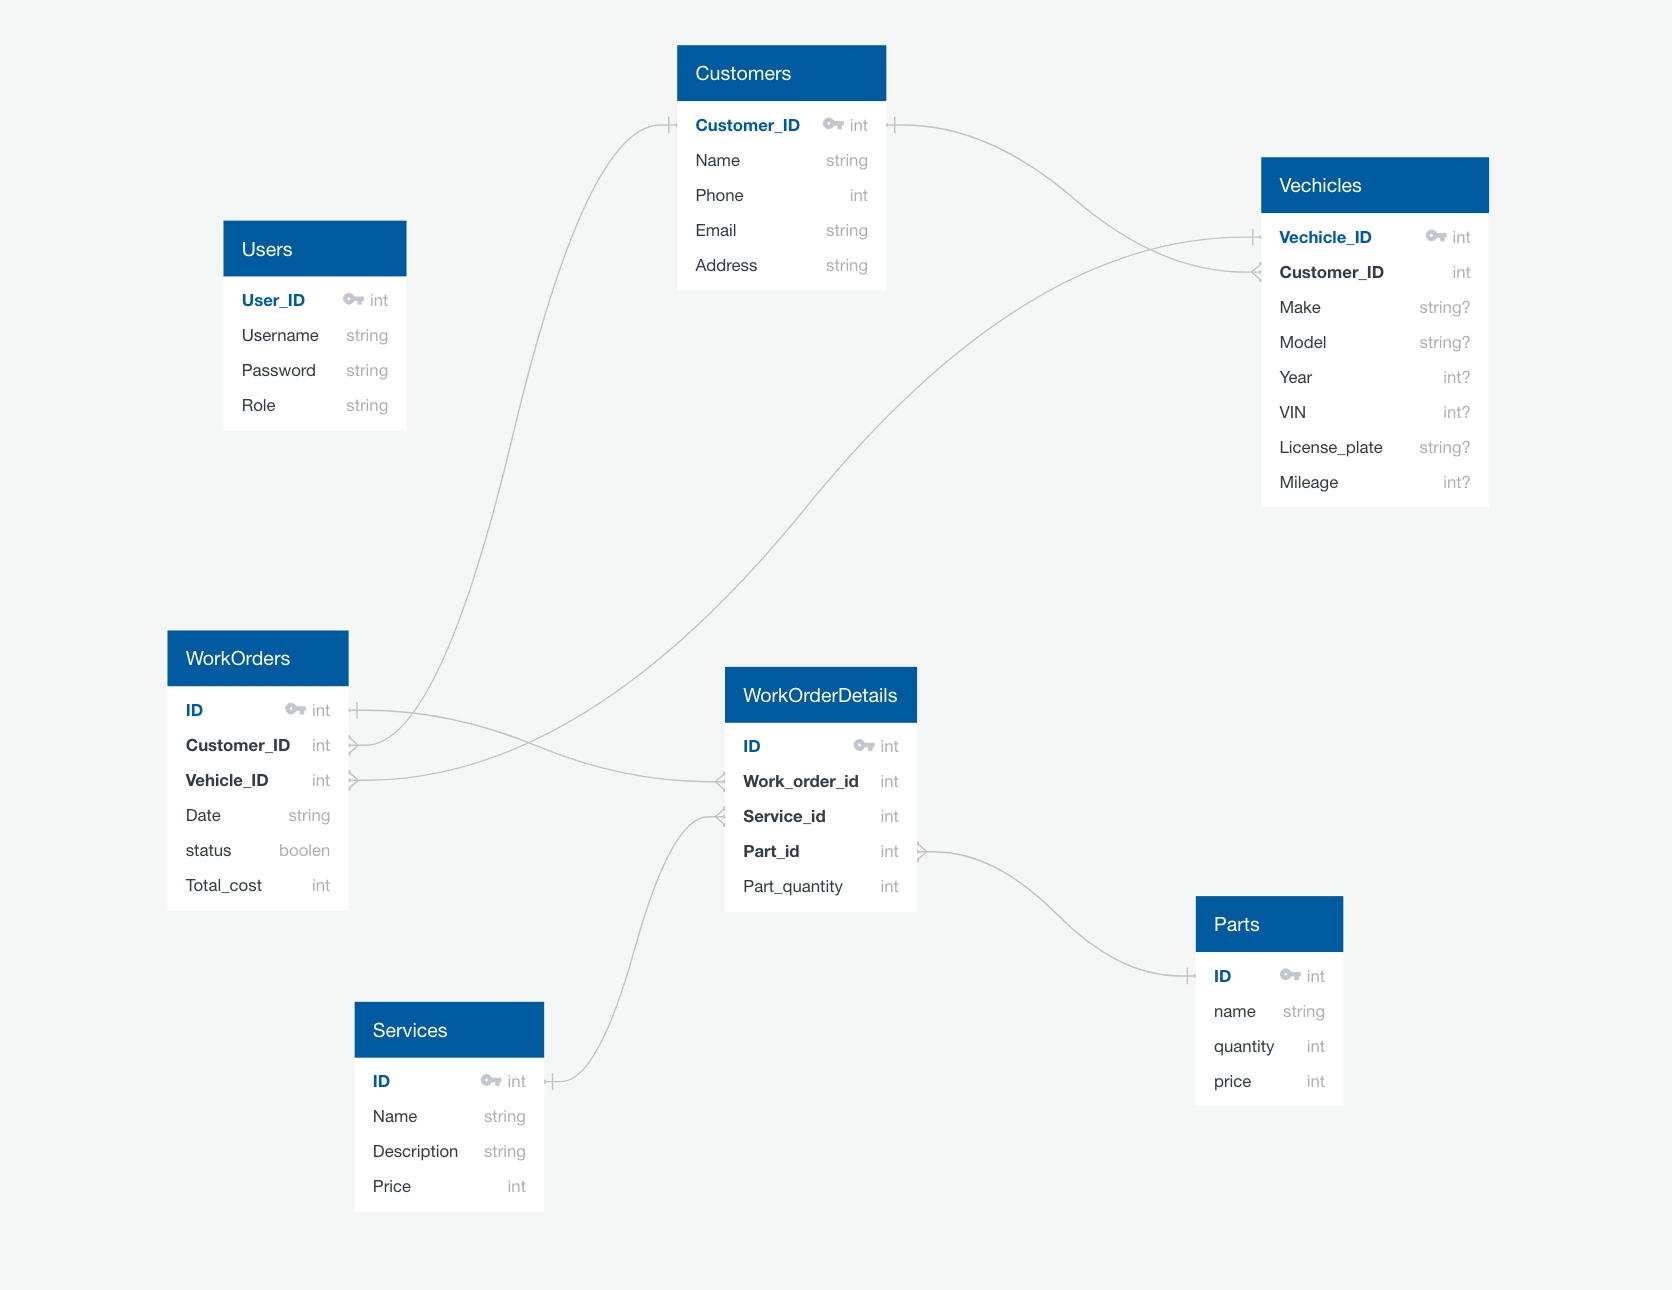 Customers
Customer_ID int
Name string
Phone int
Email string
Address string
Vechicles
Vechicle_ID int
Customer_ID int
Make string?
Model string?
Year int?
VIN int?
License_plate string?
Mileage int?
Users
User_ID int
Username string
Password string
Role string
WorkOrders
ID int
Customer_ID int
Vehicle_ID int
Date string
status boolen
Total_cost int
WorkOrderDetails
ID int
Work_order_id int
Service_id int
Part_id int
Part_quantity int
Parts
ID int
name string
quantity int
price int
Services
ID int
Name string
Description string
Price int